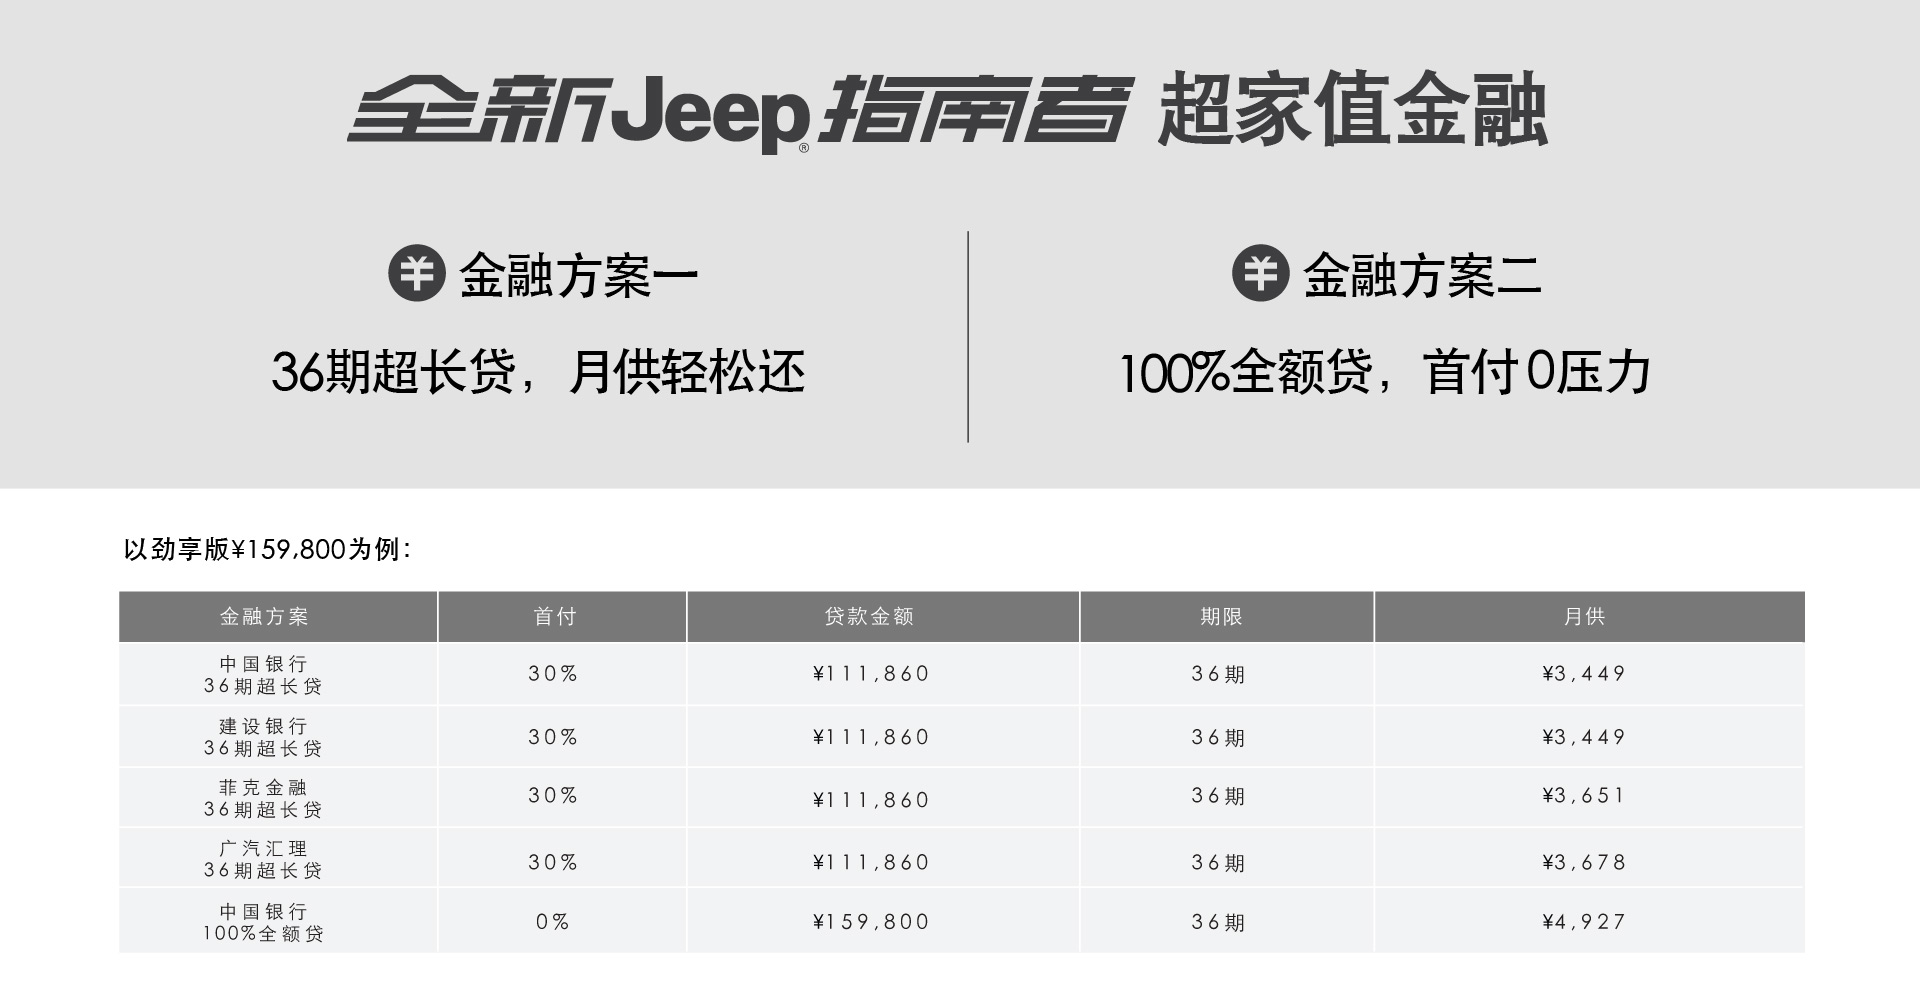 全新Jeep®指南者 超家值金融
¥ 金融方案一
36期超长贷，月供轻松还
¥ 金融方案二
100%全额贷，首付0压力
以劲享版¥159,800为例：
金融方案 首付 贷款金额 期限 月供
中国银行
36期超长贷 30% ¥111,860 36期 ¥3,449
建设银行
36期超长贷 30% ¥111,860 36期 ¥3,449
菲克金融
36期超长贷 30% ¥111,860 36期 ¥3,651
广汽汇理
36期超长贷 30% ¥111,860 36期 ¥3,678
中国银行
100%全额贷 0% ¥159,800 36期 ¥4,927